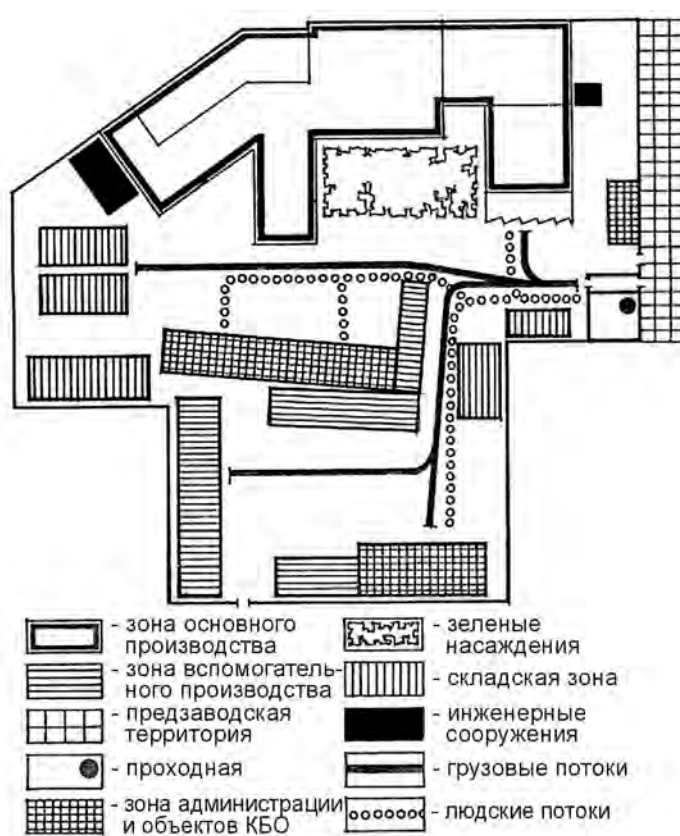 - зона основного
производства
- зона вспомогатель-
ного производства
- предзаводская
территория
- проходная
- зона администрации
и объектов КБО
- зеленые
насаждения
- складская зона
- инженерные
сооружения
- грузовые потоки
- людские потоки